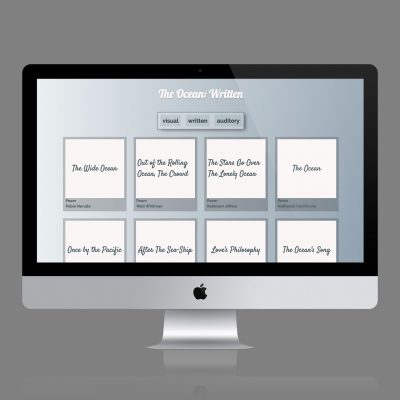 The Ocean: Written
visual written auditory
The Wide Ocean
Out of the Rolling
Ocean, The Crowd
The Stars Go Over
The Lonely Ocean
The Ocean
Poem
Pablo Neruda
Poem
Walt Whitman
Poem
Robinson Jeffers
Poem
Nathaniel Hawthorne
Once by the Pacific
After The Sea-Ship
Love's Philosophy
The Ocean's Song